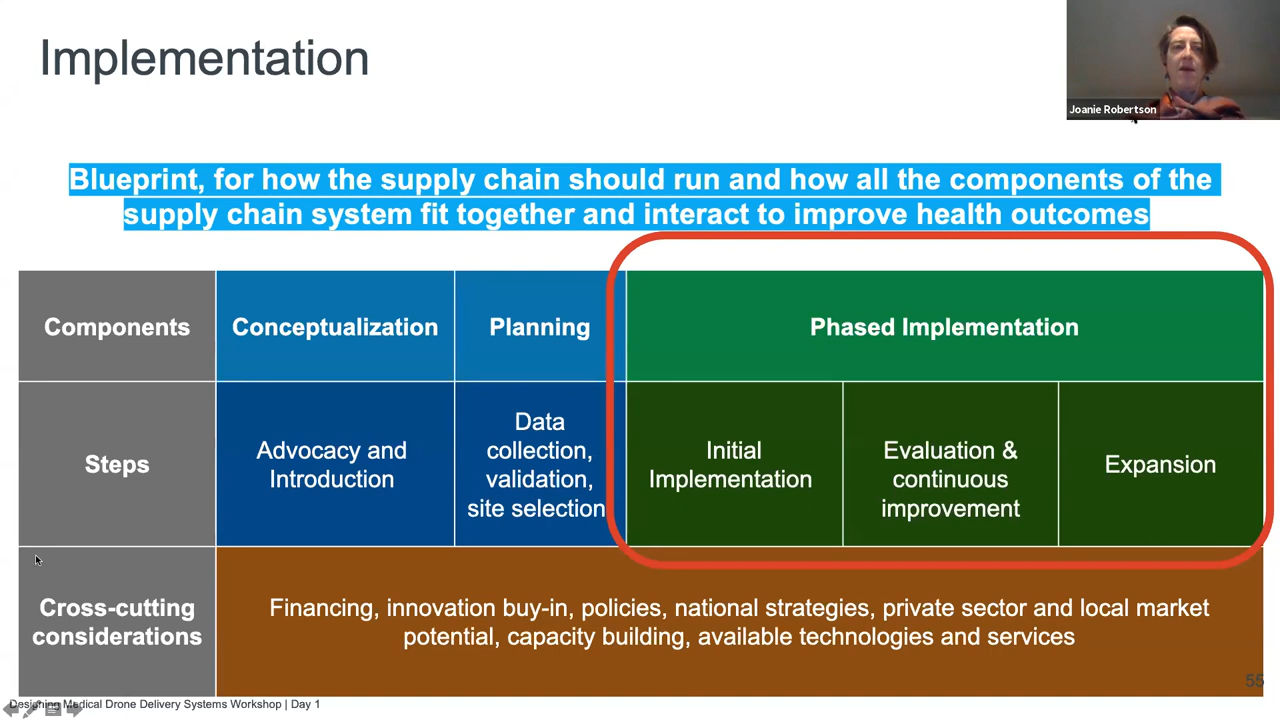 Implementation
Joanie Robertson
Blueprint, for how the supply chain should run and how all the components of the
supply chain system fit together and interact to improve health outcomes
Components
Conceptualization
Planning
Phased Implementation
Steps
Advocacy and
Introduction
Data
collection,
validation,
site selection
Initial
Implementation
Evaluation &
continuous
improvement
Expansion
Cross-cutting
considerations
Financing, innovation buy-in, policies, national strategies, private sector and local market
potential, capacity building, available technologies and services
55
Designing Medical Drone Delivery Systems Workshop | Day 1